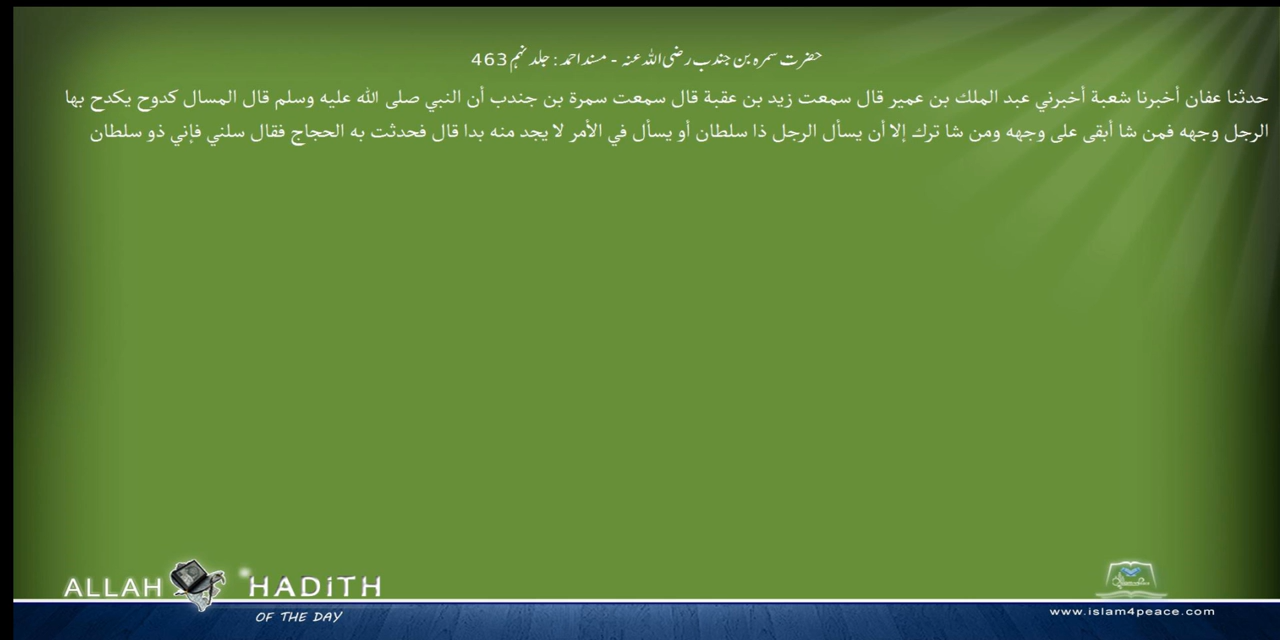 حضرت سمرہ بن جندب رضی اللہ عنہ - مسند احمد : جلد نہم 463
حدثنا عفان أخبرنا شعبة أخبرني عبد الملك بن عمير قال سمعت زيد بن عقبة قال سمعت سمرة بن جندب أن النبي صلى الله عليه وسلم قال المسال كدوح يكدح بها
الرجل وجهه فمن شا أبقى على وجهه ومن شا ترك إلا أن يسأل الرجل ذا سلطان أو يسأل في الأمر لا يجد منه بدا قال فحدثت به الحجاج فقال سلني فإني ذو سلطان
ALLAH HADITH
OF THE DAY
www.islam4peace.com